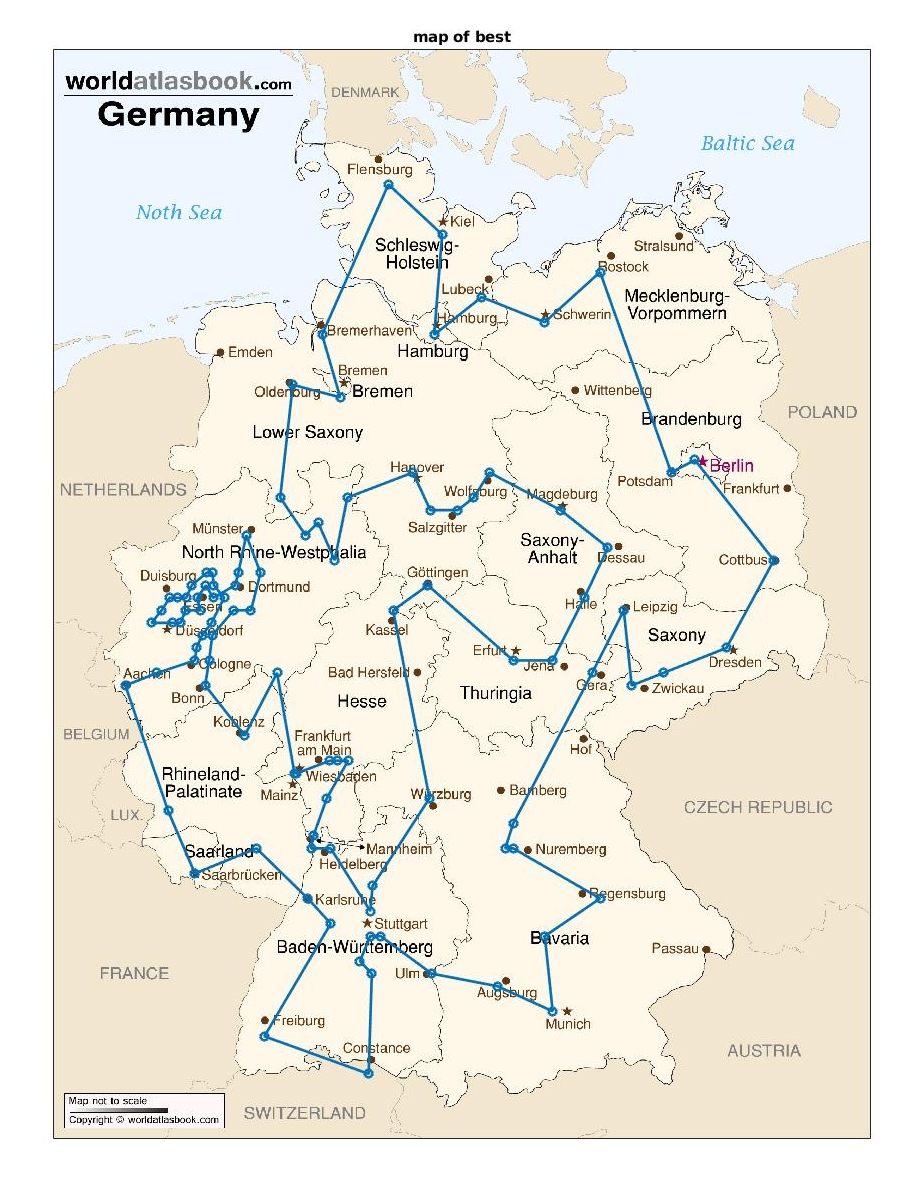 map of best
worldatlasbook.com
Germany
DENMARK
Baltic Sea
Noth Sea
Flensburg
Kiel
Schleswig-
Holstein
Stralsund
Rostock
Lubeck
Mecklenburg-
Vorpommern
Hamburg
Schwerin
Bremerhaven
Hamburg
Emden
Bremen
Oldenburg
Bremen
Wittenberg
Brandenburg
POLAND
Lower Saxony
Hanover
Berlin
Potsdam
Frankfurt
NETHERLANDS
Wolfsburg
Magdeburg
Salzgitter
Münster
North Rhine-Westphalia
Saxony-
Anhalt
Dessau
Cottbus
Duisburg
Göttingen
Dortmund
Essen
Halle
Leipzig
Düsseldorf
Kassel
Saxony
Erfurt
Jena
Dresden
Aachen
Cologne
Bad Hersfeld
Gera
Zwickau
Bonn
Hesse
Thuringia
Koblenz
BELGIUM
Frankfurt
am Main
Hof
Rhineland-
Palatinate
Wiesbaden
Mainz
Würzburg
Bamberg
CZECH REPUBLIC
LUX.
Saarland
Mannheim
Nuremberg
Heidelberg
Saarbrücken
Karlsruhe
Regensburg
Stuttgart
Baden-Württemberg
Bavaria
Passau
FRANCE
Ulm
Augsburg
Freiburg
Munich
Constance
AUSTRIA
Map not to scale
Copyright © worldatlasbook.com
SWITZERLAND